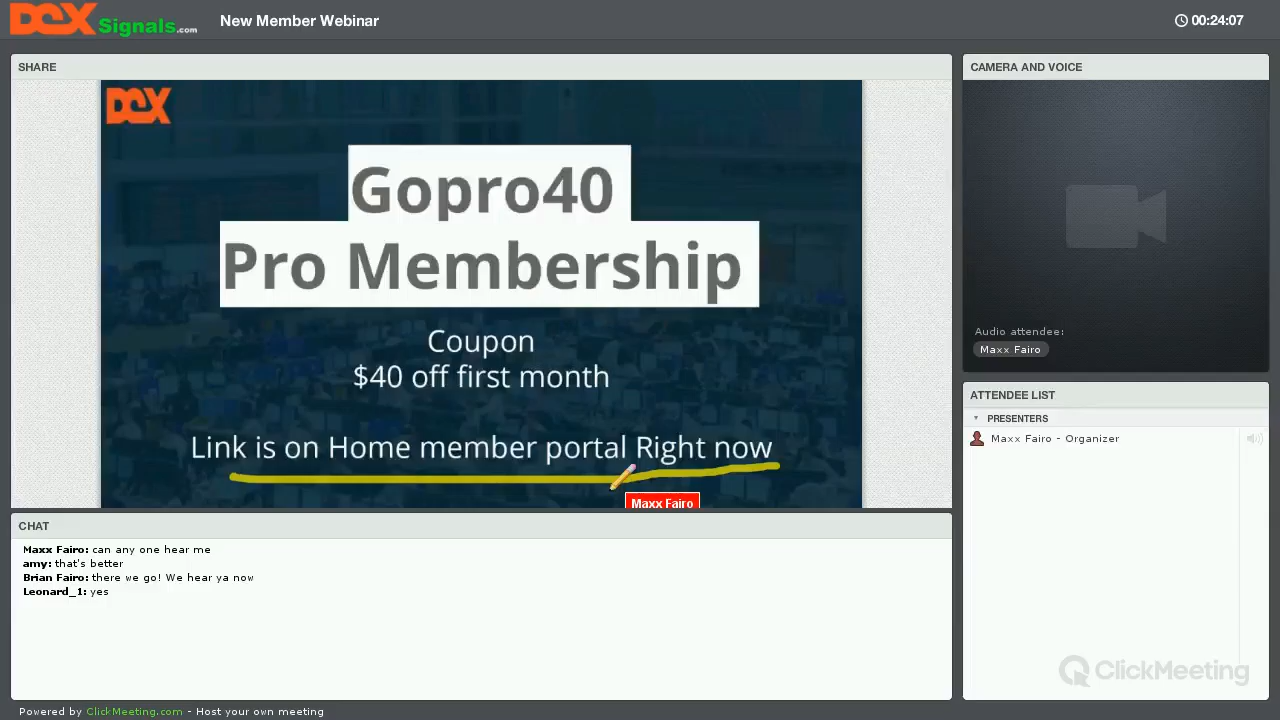 DCX Signals.com
New Member Webinar
00:24:07
SHARE
DCX
Gopro40
Pro Membership
Coupon
$40 off first month
Link is on Home member portal Right now
Maxx Fairo
CAMERA AND VOICE
Audio attendee:
Maxx Fairo
ATTENDEE LIST
PRESENTERS
Maxx Fairo - Organizer
CHAT
Maxx Fairo: can any one hear me
amy: that's better
Brian Fairo: there we go! We hear ya now
Leonard_1: yes
ClickMeeting
Powered by ClickMeeting.com - Host your own meeting